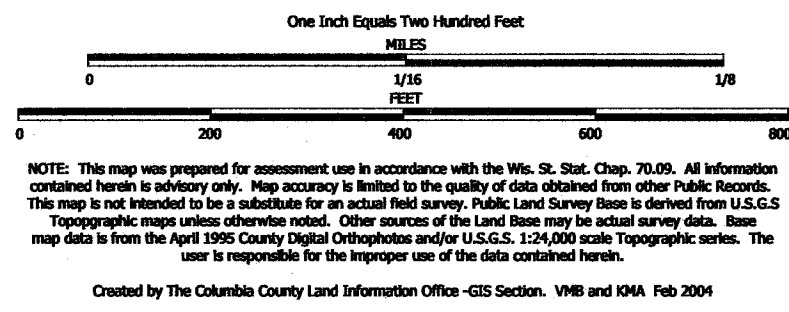 One Inch Equals Two Hundred Feet
MILES
0 1/16 1/8
FEET
0 200 400 600 800
NOTE: This map was prepared for assessment use in accordance with the Wis. St. Stat. Chap. 70.09. All information
contained herein is advisory only. Map accuracy is limited to the quality of data obtained from other Public Records.
This map is not intended to be a substitute for an actual field survey. Public Land Survey Base is derived from U.S.G.S
Topopgraphic maps unless otherwise noted. Other sources of the Land Base may be actual survey data. Base
map data is from the April 1995 County Digital Orthophotos and/or U.S.G.S. 1:24,000 scale Topographic series. The
user is responsible for the improper use of the data contained herein.
Created by The Columbia County Land Information Office -GIS Section. VMB and KMA Feb 2004